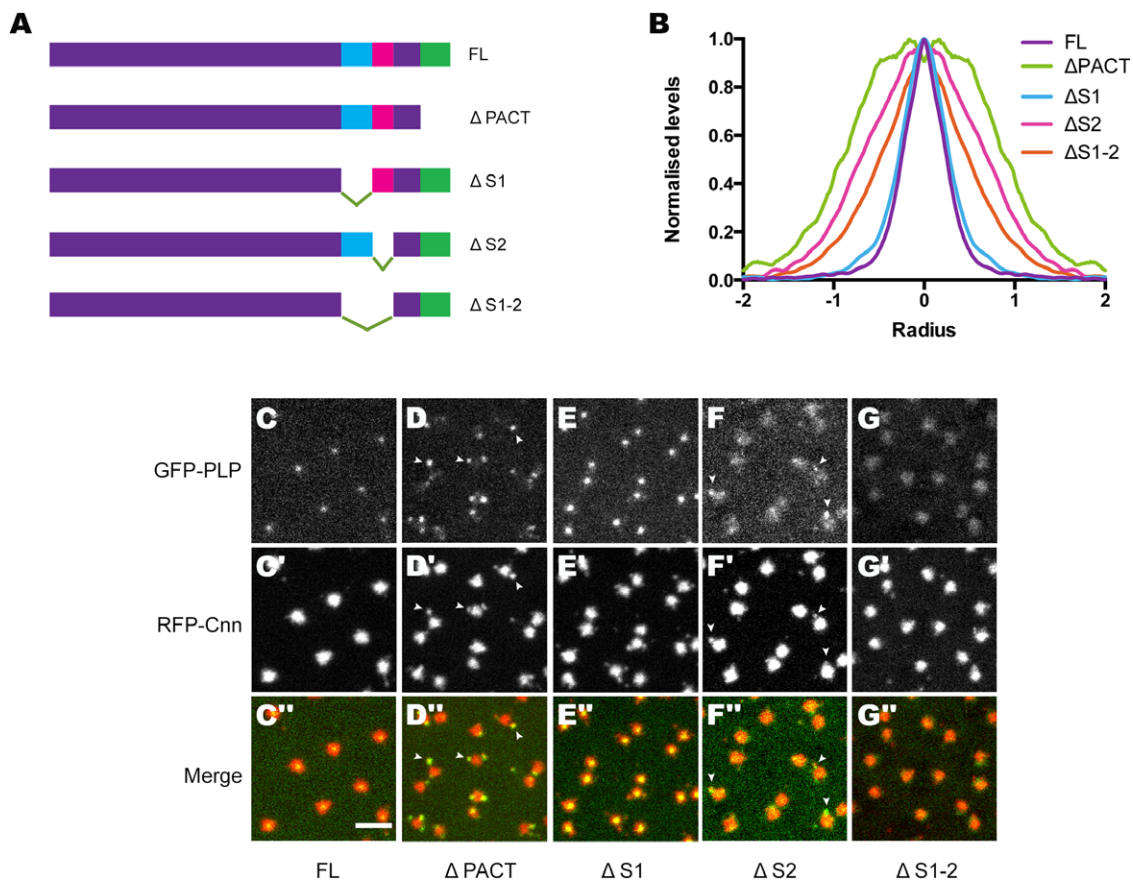 A
FL
Δ PACT
Δ S1
Δ S2
Δ S1-2
B
Normalised levels
1.0
0.8
0.6
0.4
0.2
0.0
-2
-1
0
1
2
Radius
FL
ΔPACT
ΔS1
ΔS2
ΔS1-2
GFP-PLP
C
D
E
F
G
RFP-Cnn
C'
D'
E'
F'
G'
Merge
C''
D''
E''
F''
G''
FL
Δ PACT
Δ S1
Δ S2
Δ S1-2